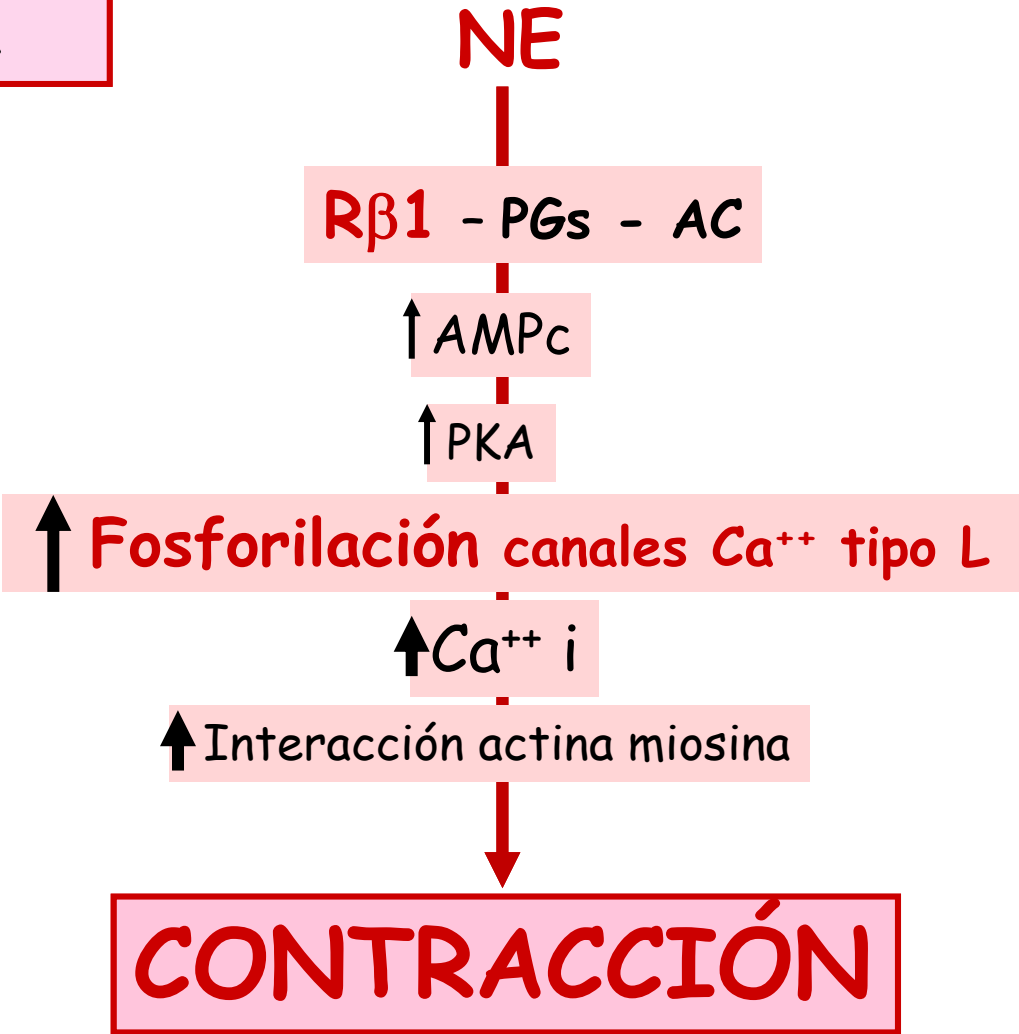 NE
Rβ1 - PGs - AC
AMPc
PKA
Fosforilación canales Ca⁺⁺ tipo L
Ca⁺⁺ i
Interacción actina miosina
CONTRACCIÓN